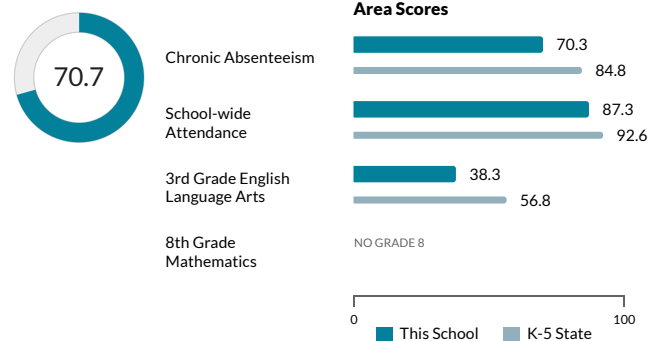 Area Scores
70.7
Chronic Absenteeism
70.3
84.8
School-wide
Attendance
87.3
92.6
3rd Grade English
Language Arts
38.3
56.8
8th Grade
Mathematics
NO GRADE 8
0
100
This School
K-5 State